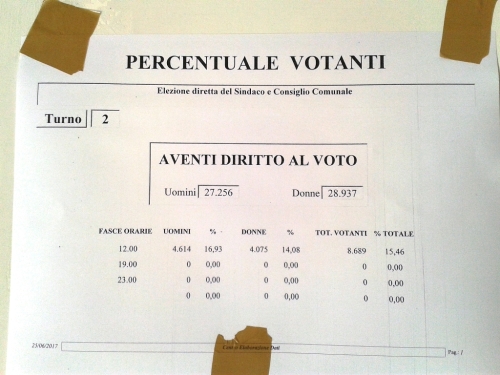 PERCENTUALE VOTANTI
Elezione diretta del Sindaco e Consiglio Comunale
Turno 2
AVENTI DIRITTO AL VOTO
Uomini 27.256 Donne 28.937
FASCE ORARIE UOMINI % DONNE % TOT. VOTANTI % TOTALE
12.00 4.614 16,93 4.075 14,08 8.689 15,46
19.00 0 0,00 0 0,00 0 0,00
23.00 0 0,00 0 0,00 0 0,00
0 0,00 0 0,00 0 0,00
25/06/2017 Elaborazione Dati Pag.: 1